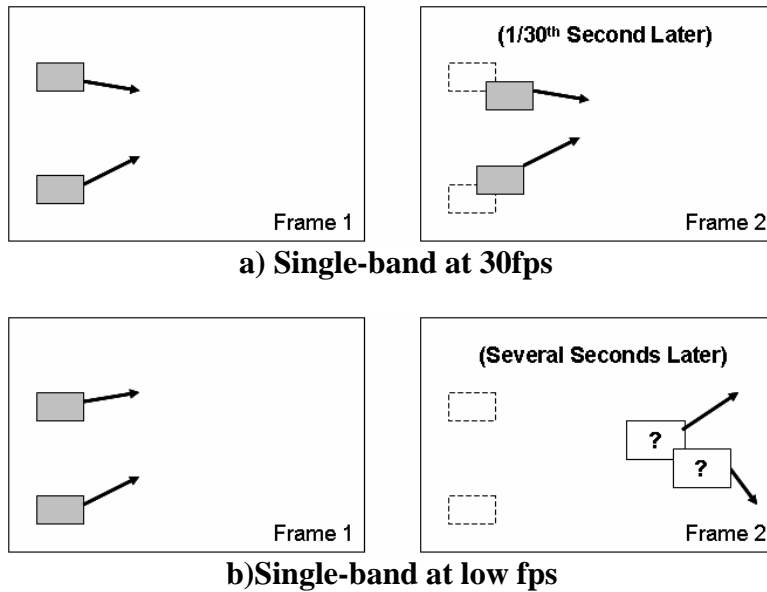 (1/30th Second Later)
Frame 1
Frame 2
a) Single-band at 30fps
(Several Seconds Later)
?
?
Frame 1
Frame 2
b)Single-band at low fps